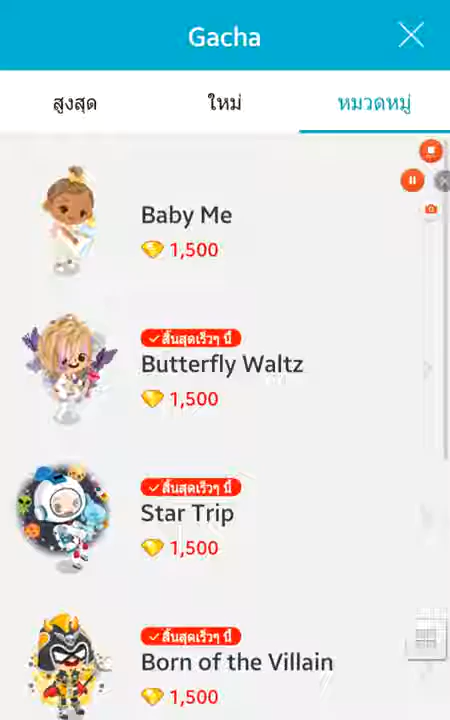 Gacha
สูงสุด ใหม่ หมวดหมู่
Baby Me
1,500
สิ้นสุดเร็วๆ นี้
Butterfly Waltz
1,500
สิ้นสุดเร็วๆ นี้
Star Trip
1,500
สิ้นสุดเร็วๆ นี้
Born of the Villain
1,500